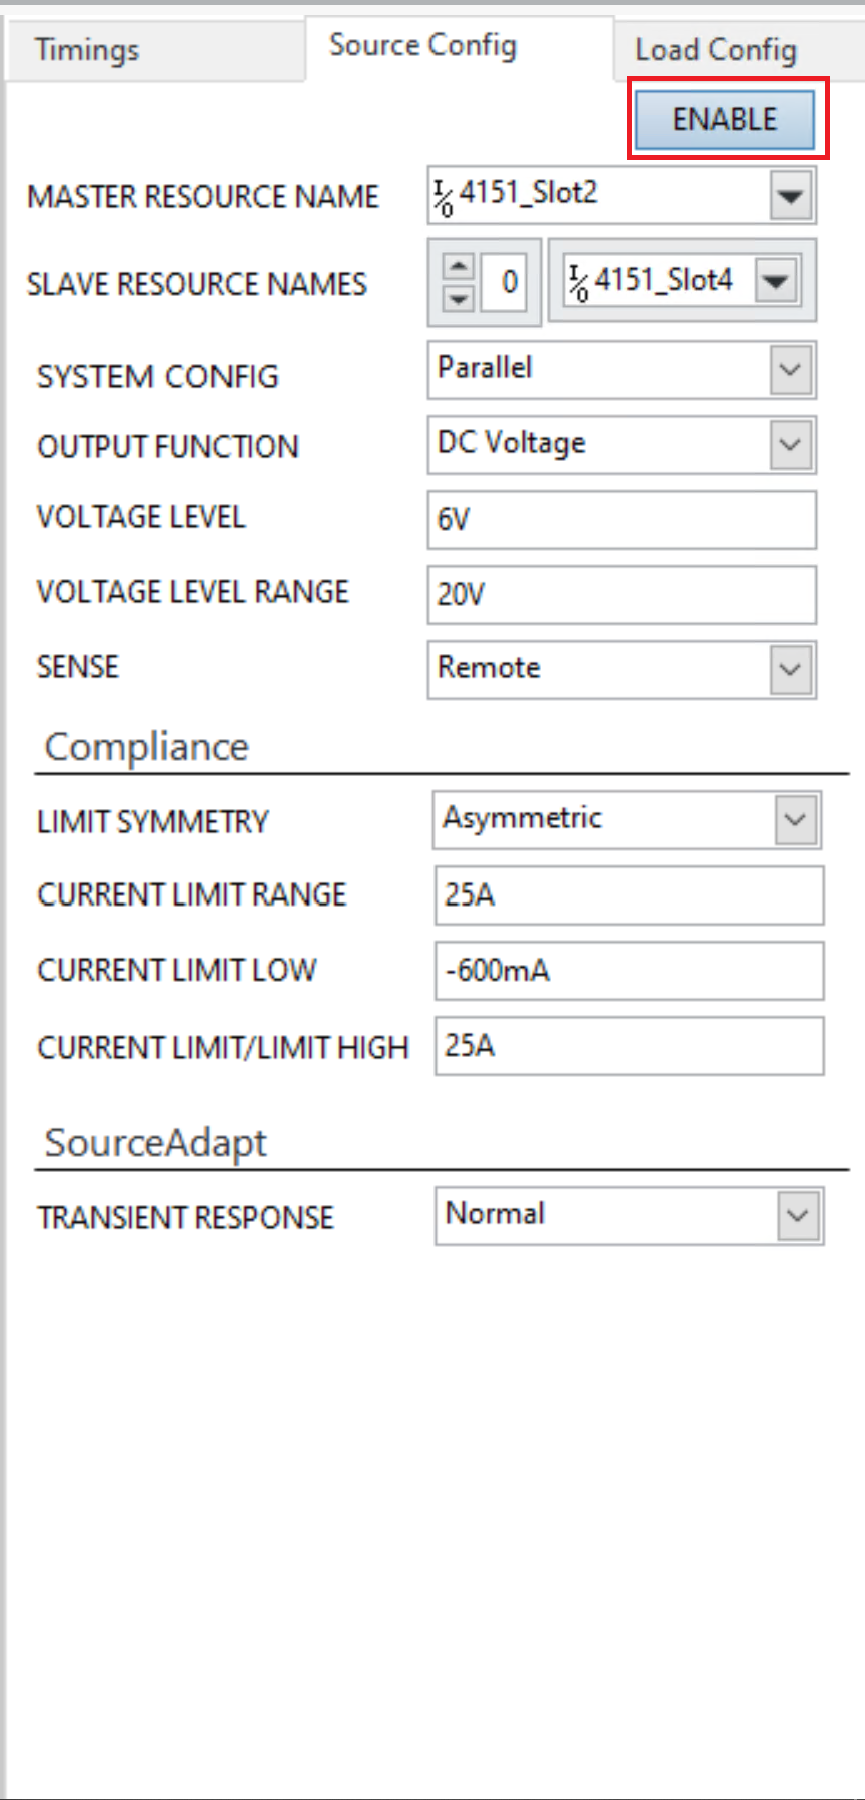 Timings Source Config Load Config
ENABLE
MASTER RESOURCE NAME I/O 4151_Slot2
SLAVE RESOURCE NAMES 0 I/O 4151_Slot4
SYSTEM CONFIG Parallel
OUTPUT FUNCTION DC Voltage
VOLTAGE LEVEL 6V
VOLTAGE LEVEL RANGE 20V
SENSE Remote
Compliance
LIMIT SYMMETRY Asymmetric
CURRENT LIMIT RANGE 25A
CURRENT LIMIT LOW -600mA
CURRENT LIMIT/LIMIT HIGH 25A
SourceAdapt
TRANSIENT RESPONSE Normal